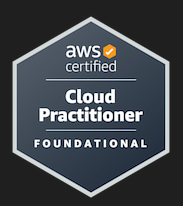 aws
certified
Cloud
Practitioner
FOUNDATIONAL